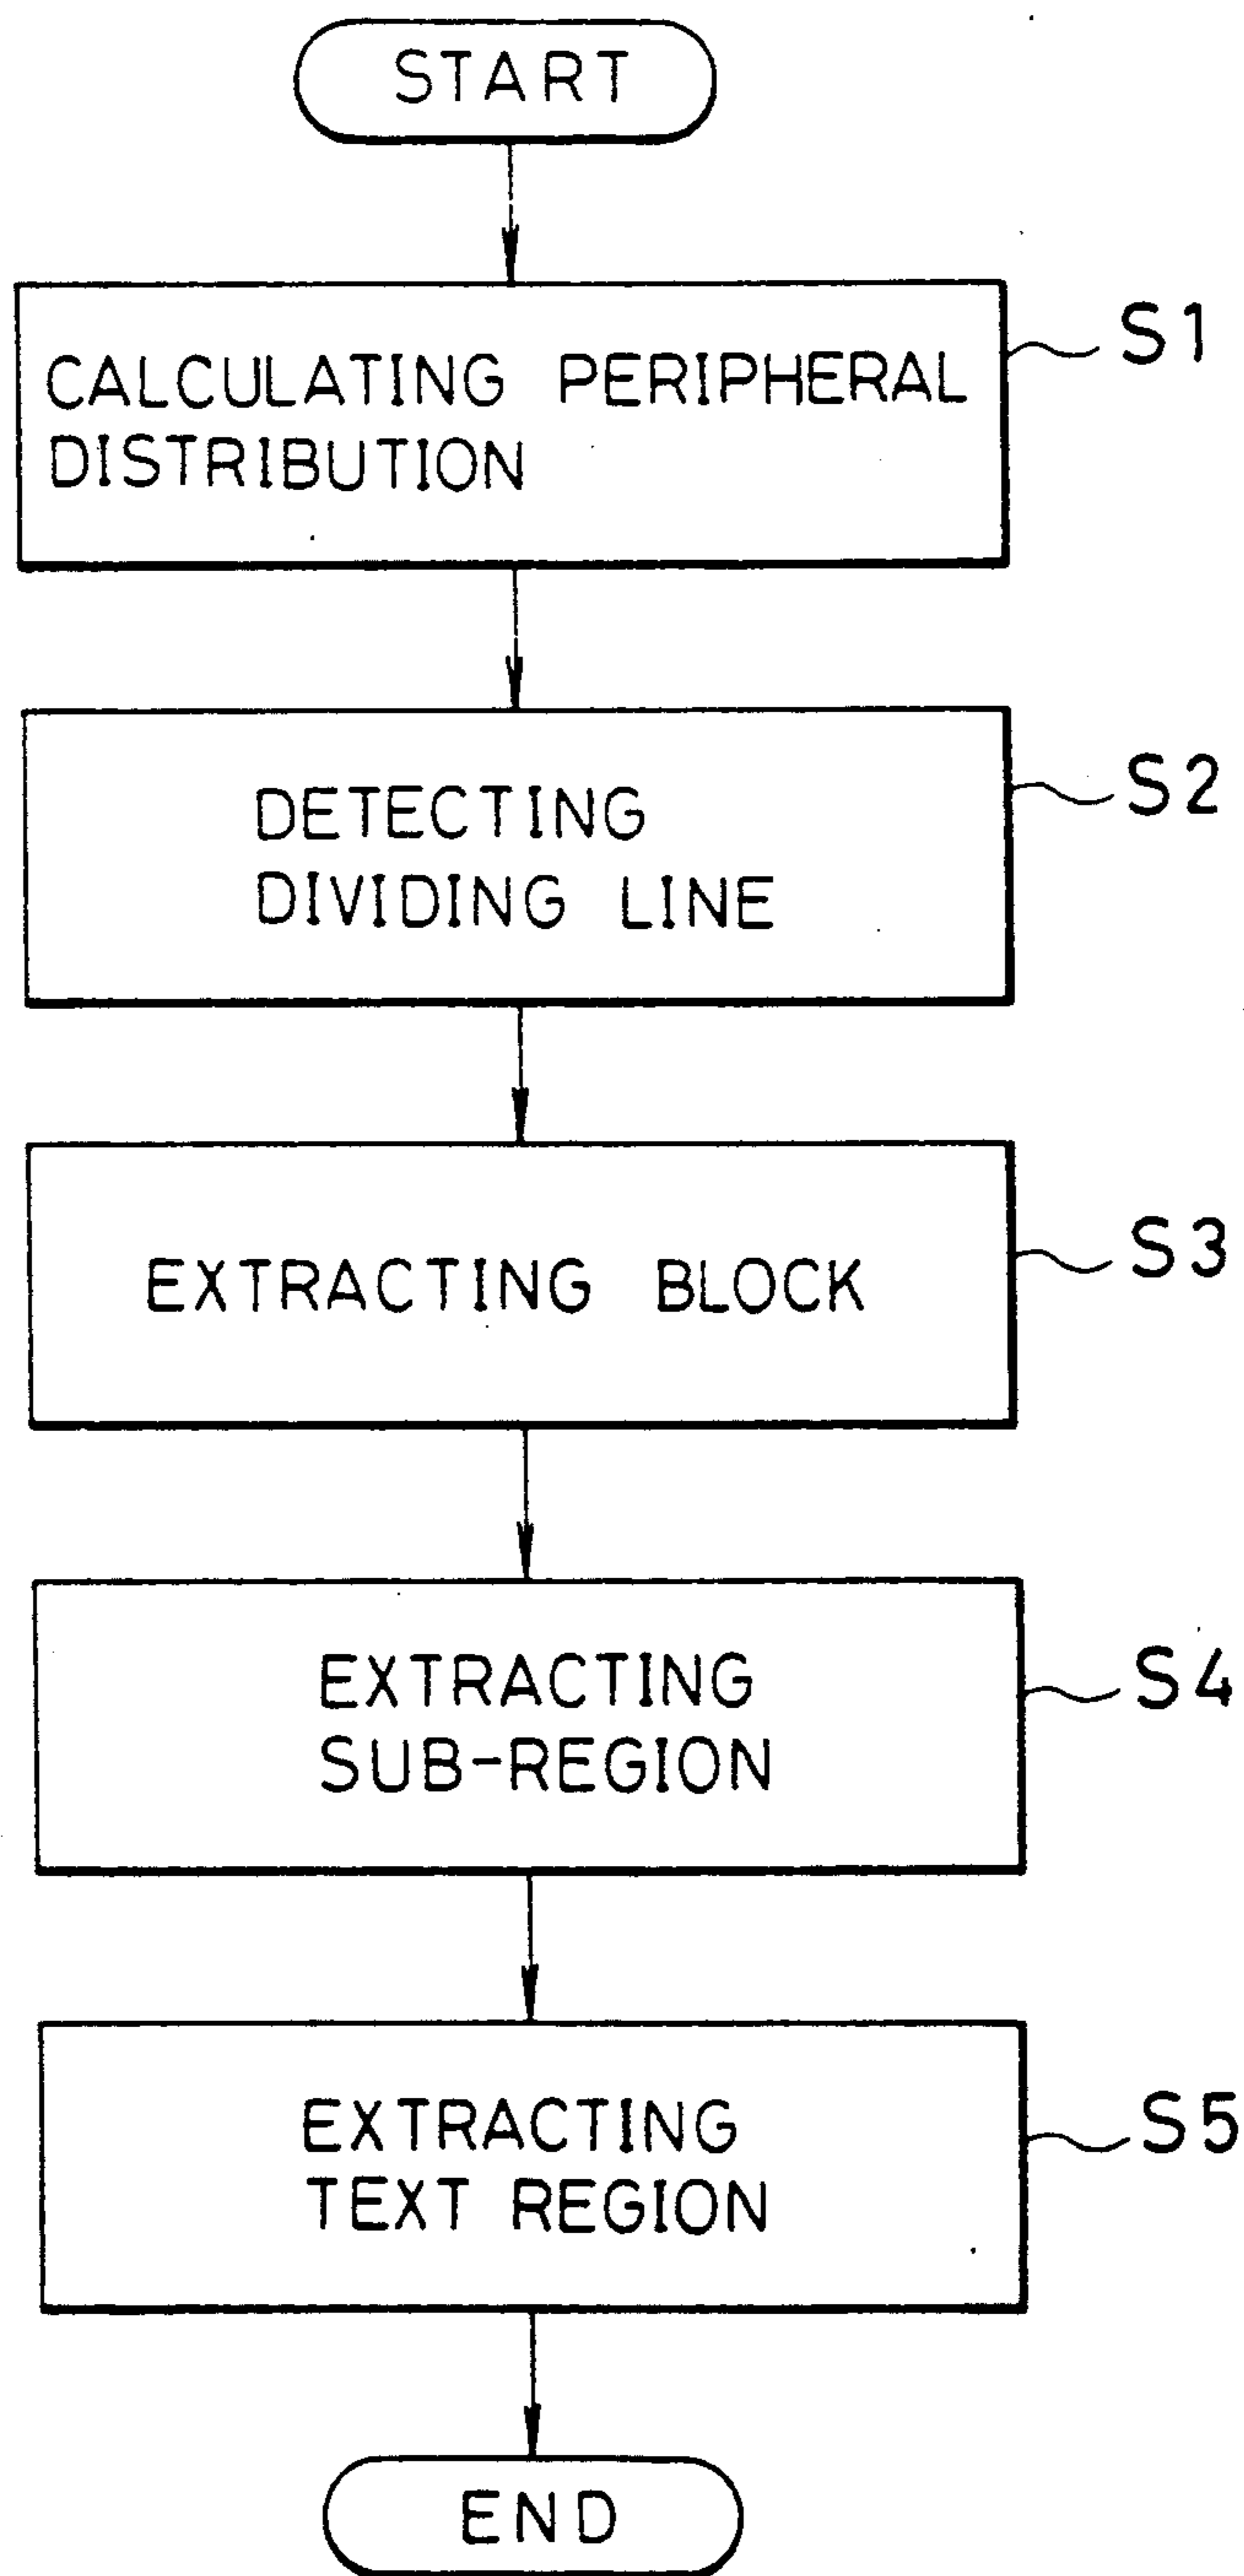 START
CALCULATING PERIPHERAL
DISTRIBUTION
S1
DETECTING
DIVIDING LINE
S2
EXTRACTING BLOCK
S3
EXTRACTING
SUB-REGION
S4
EXTRACTING
TEXT REGION
S5
END